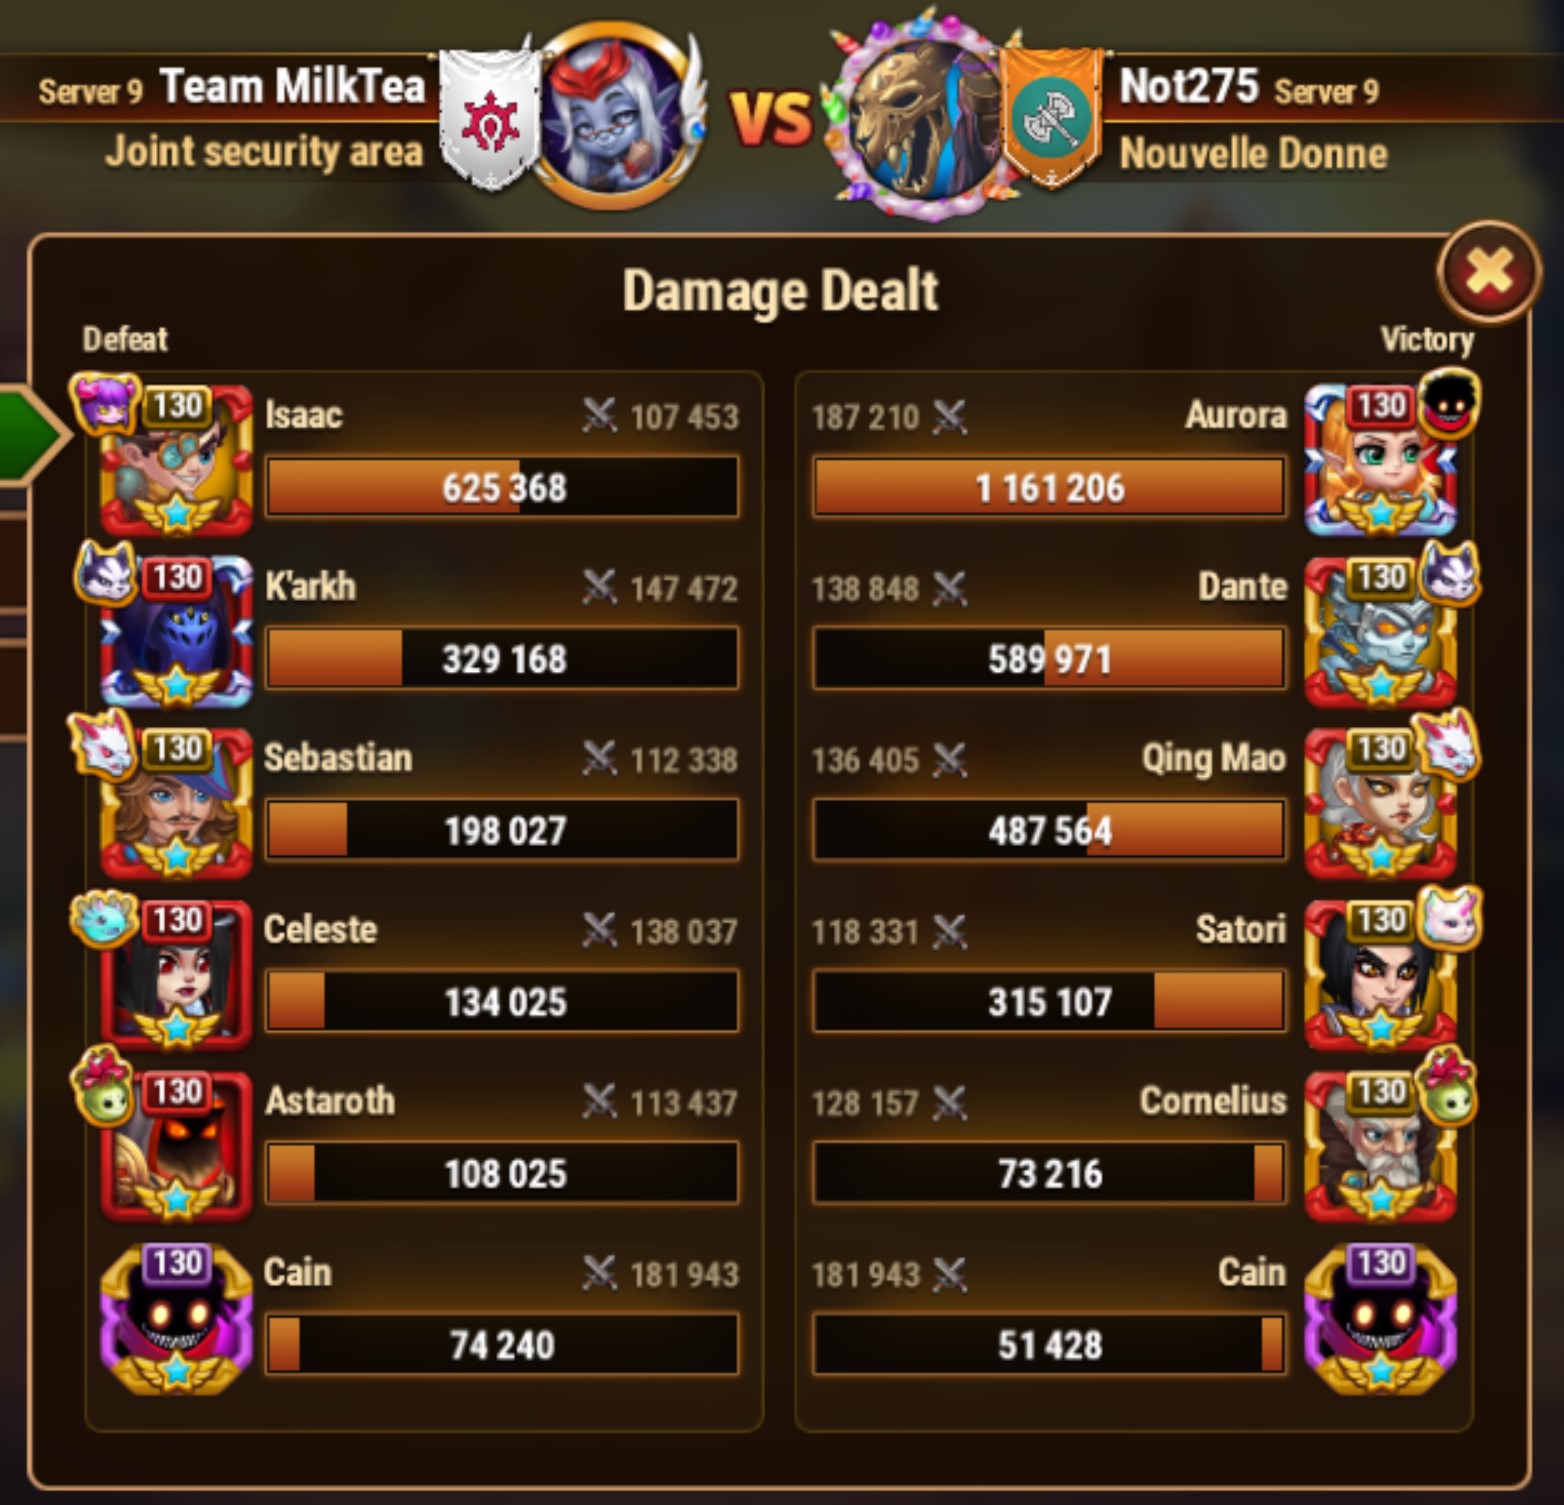 Server 9 Team MilkTea
Joint security area
VS
Not275 Server 9
Nouvelle Donne
Damage Dealt
Defeat
Victory
130 Isaac 107 453
625 368
187 210 Aurora 130
1 161 206
130 K'arkh 147 472
329 168
138 848 Dante 130
589 971
130 Sebastian 112 338
198 027
136 405 Qing Mao 130
487 564
130 Celeste 138 037
134 025
118 331 Satori 130
315 107
130 Astaroth 113 437
108 025
128 157 Cornelius 130
73 216
130 Cain 181 943
74 240
181 943 Cain 130
51 428